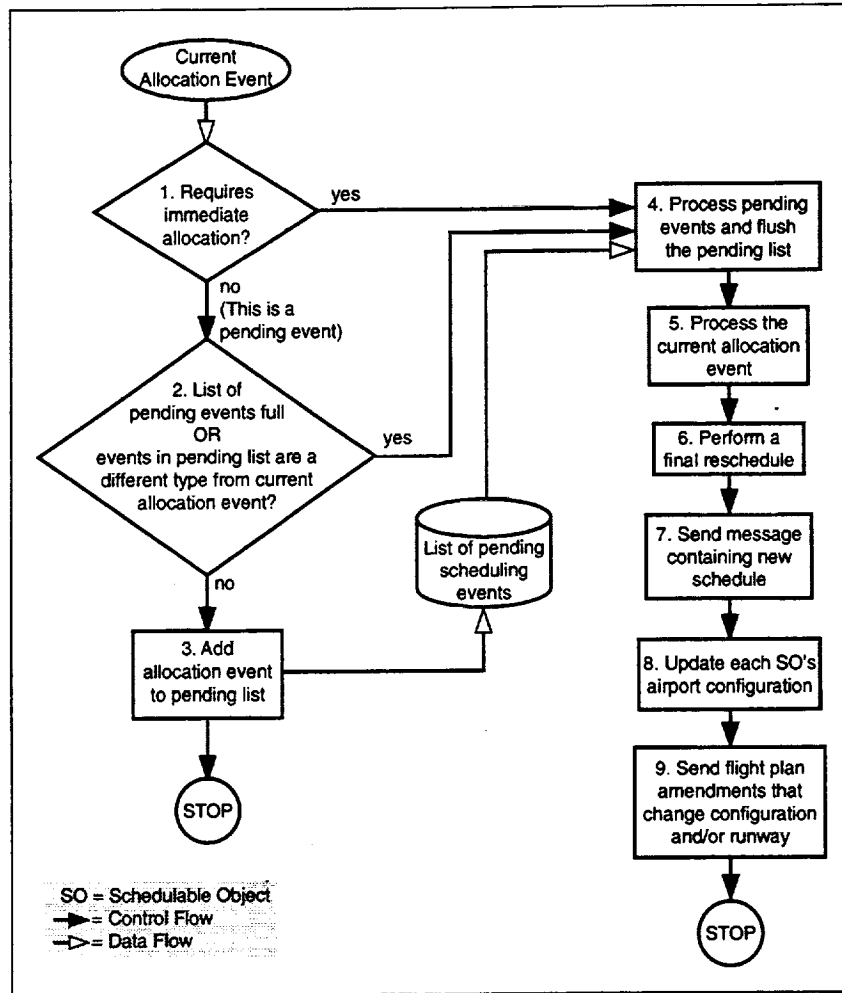 Current
Allocation Event
1. Requires
immediate
allocation?
yes
no
(This is a
pending event)
2. List of
pending events full
OR
events in pending list are a
different type from current
allocation event?
yes
no
3. Add
allocation event
to pending list
STOP
List of pending
scheduling
events
4. Process pending
events and flush
the pending list
5. Process the
current allocation
event
6. Perform a
final reschedule
7. Send message
containing new
schedule
8. Update each SO's
airport configuration
9. Send flight plan
amendments that
change configuration
and/or runway
STOP
SO = Schedulable Object
= Control Flow
= Data Flow